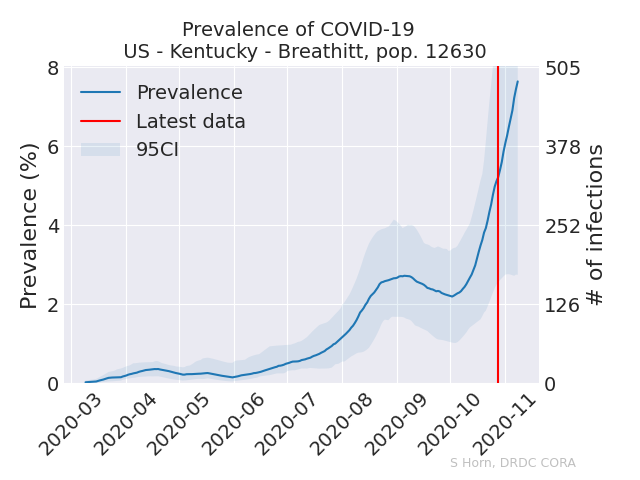 Prevalence of COVID-19
US - Kentucky - Breathitt, pop. 12630
Prevalence
Latest data
95CI
Prevalence (%)
8
6
4
2
0
505
378
252
126
0
# of infections
2020-03
2020-04
2020-05
2020-06
2020-07
2020-08
2020-09
2020-10
2020-11
S Horn, DRDC CORA